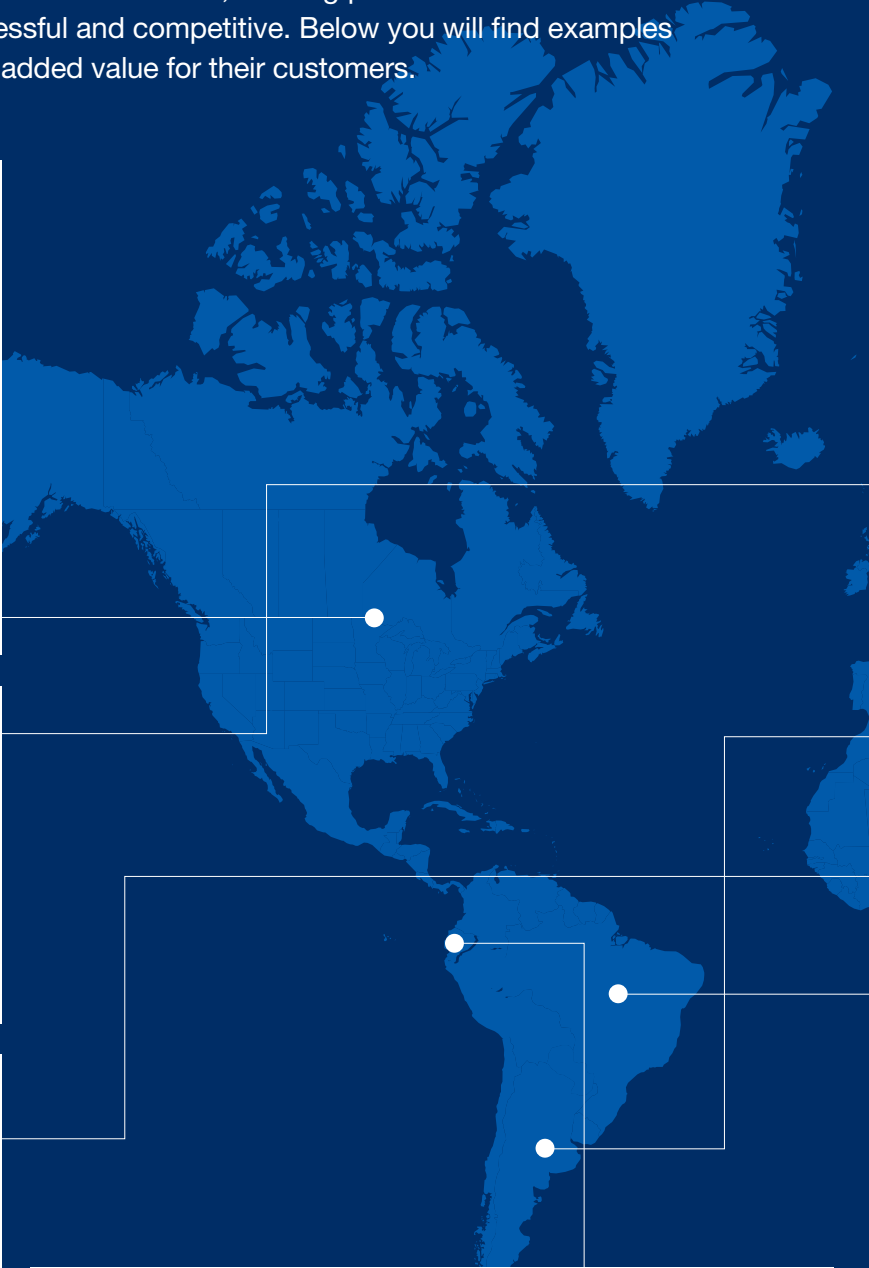 essful and competitive. Below you will find examples
added value for their customers.